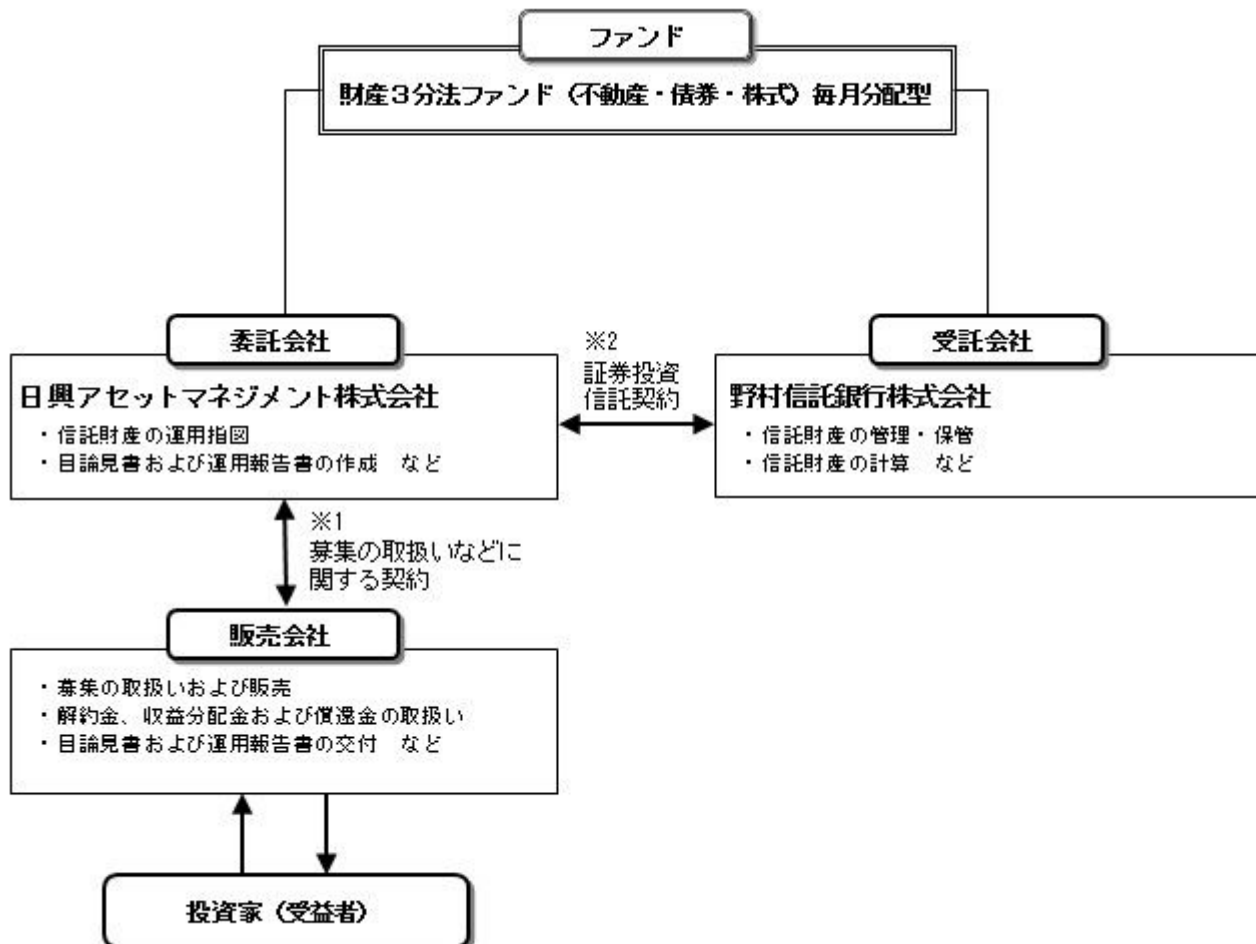 ファンド
財産３分法ファンド（不動産・債券・株式）毎月分配型
委託会社
日興アセットマネジメント株式会社
・信託財産の運用指図
・目論見書および運用報告書の作成　など
※2
証券投資
信託契約
受託会社
野村信託銀行株式会社
・信託財産の管理・保管
・信託財産の計算　など
※1
募集の取扱いなどに
関する契約
販売会社
・募集の取扱いおよび販売
・解約金、収益分配金および償還金の取扱い
・目論見書および運用報告書の交付　など
投資家（受益者）